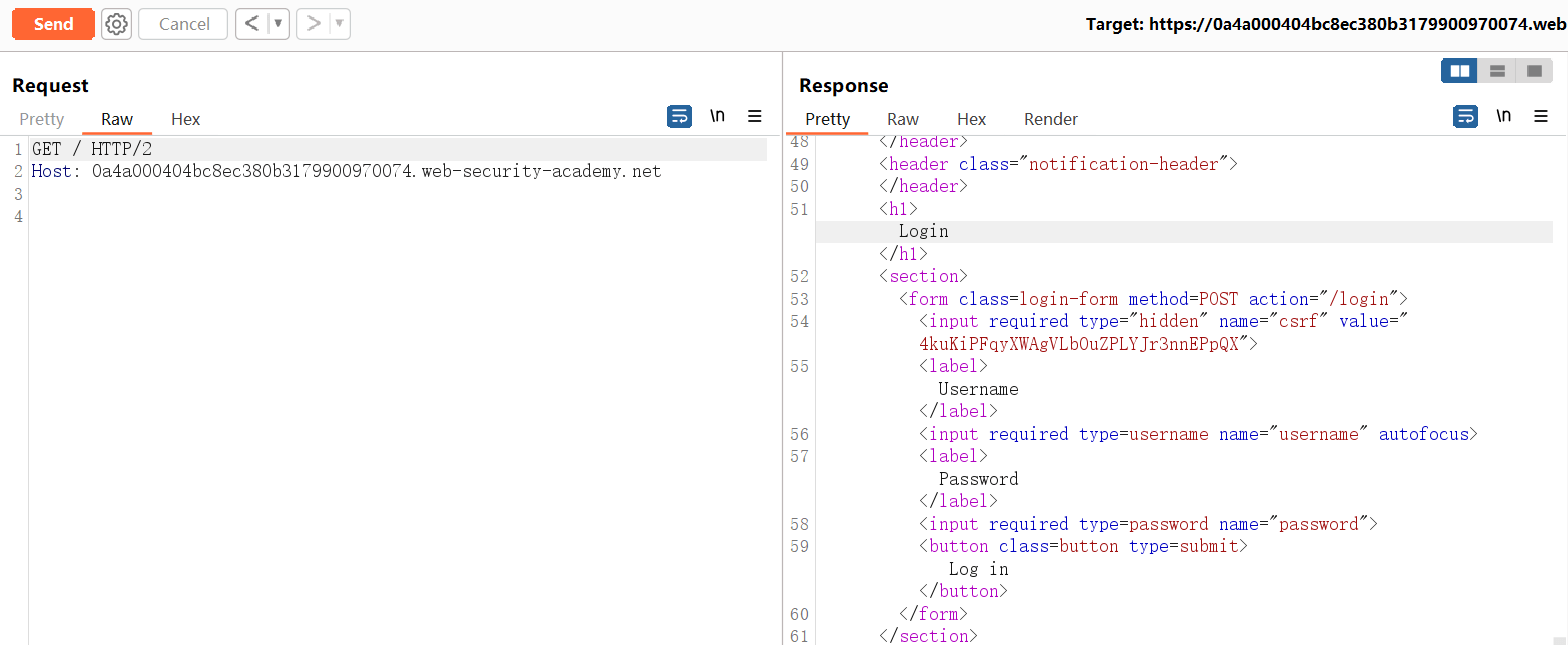 Send
Cancel
<
>
Target: https://0a4a000404bc8ec380b3179900970074.web
Request
Pretty Raw Hex
\n
1 GET / HTTP/2
2 Host: 0a4a000404bc8ec380b3179900970074.web-security-academy.net
3
4
Response
Pretty Raw Hex Render
\n
48 </header>
49 <header class="notification-header">
50 </header>
51 <h1>
Login
</h1>
52 <section>
53 <form class=login-form method=POST action="/login">
54 <input required type="hidden" name="csrf" value="
4kuKiPFqyXWAgVLbOuZPLYJr3nnEPpQX">
55 <label>
Username
</label>
56 <input required type=username name="username" autofocus>
57 <label>
Password
</label>
58 <input required type=password name="password">
59 <button class=button type=submit>
Log in
</button>
60 </form>
61 </section>